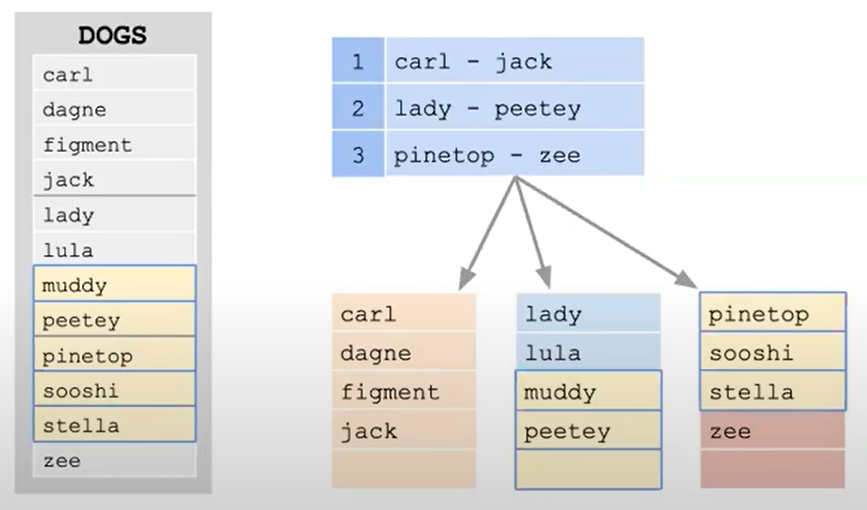 DOGS
carl
dagne
figment
jack
lady
lula
muddy
peetey
pinetop
sooshi
stella
zee
1 carl - jack
2 lady - peetey
3 pinetop - zee
carl
dagne
figment
jack
lady
lula
muddy
peetey
pinetop
sooshi
stella
zee